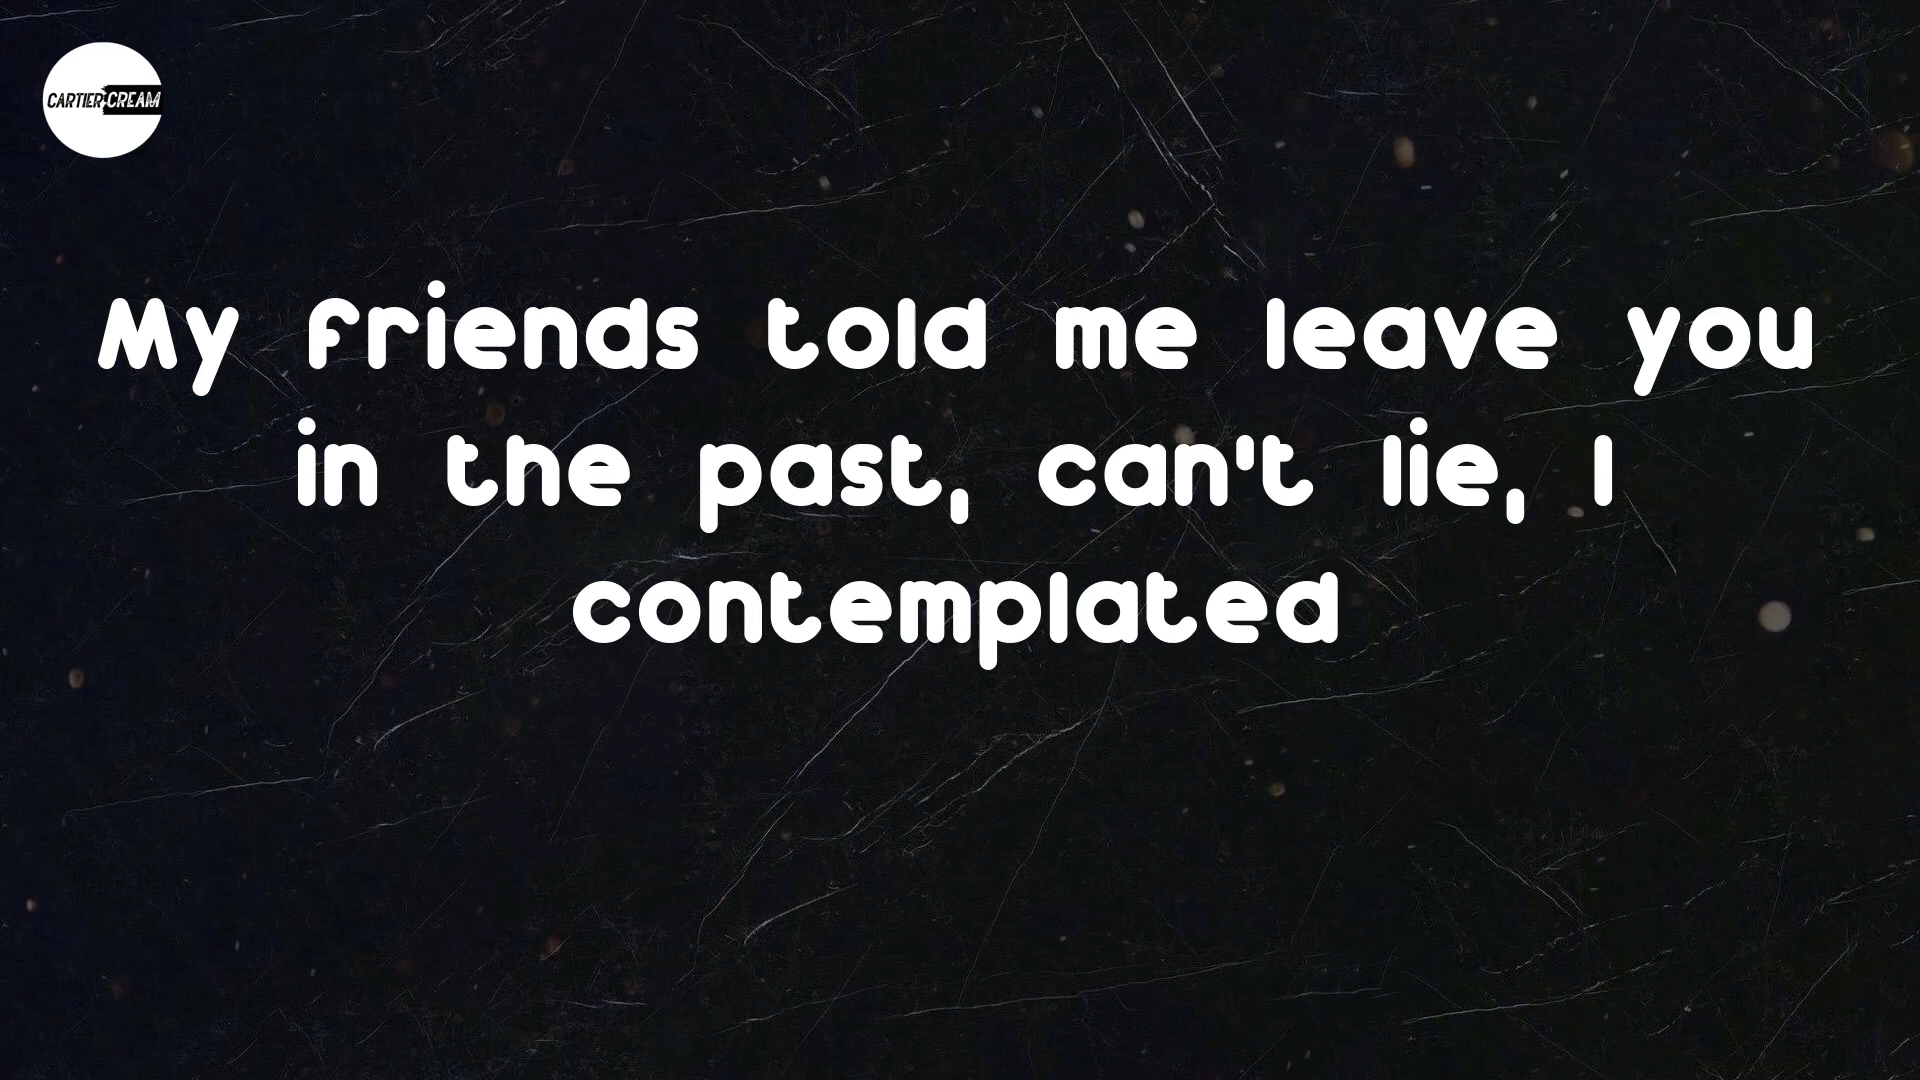 CARTIER CREAM
My friends told me leave you
in the past, can't lie, I
contemplated